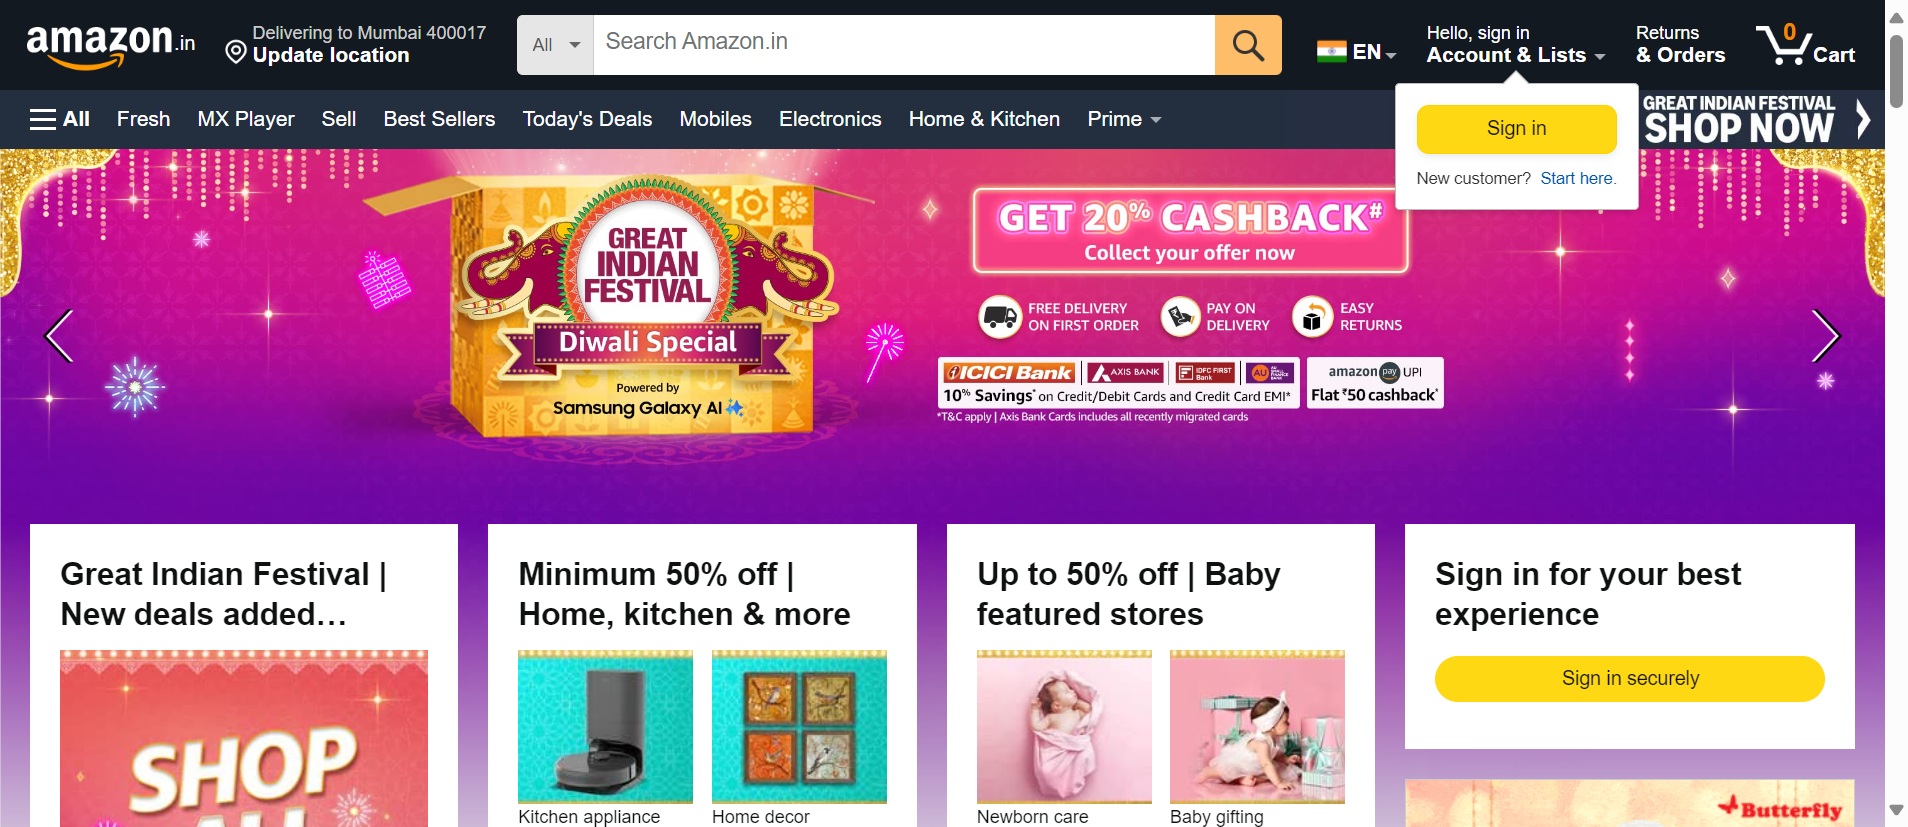 amazon.in
Delivering to Mumbai 400017
Update location
All
Search Amazon.in
EN
Hello, sign in
Account & Lists
Returns
& Orders
0
Cart
All
Fresh
MX Player
Sell
Best Sellers
Today's Deals
Mobiles
Electronics
Home & Kitchen
Prime
Sign in
New customer? Start here.
GREAT INDIAN FESTIVAL
SHOP NOW
GREAT
INDIAN
FESTIVAL
Diwali Special
Powered by
Samsung Galaxy AI
GET 20% CASHBACK#
Collect your offer now
FREE DELIVERY
ON FIRST ORDER
PAY ON
DELIVERY
EASY
RETURNS
ICICI Bank
AXIS BANK
IDFC FIRST
Bank
10% Savings* on Credit/Debit Cards and Credit Card EMI*
amazon pay UPI
Flat ₹50 cashback*
*T&C apply | Axis Bank Cards includes all recently migrated cards
Great Indian Festival |
New deals added…
SHOP
ALL
Minimum 50% off |
Home, kitchen & more
Kitchen appliance
Home decor
Up to 50% off | Baby
featured stores
Newborn care
Baby gifting
Sign in for your best
experience
Sign in securely
Butterfly